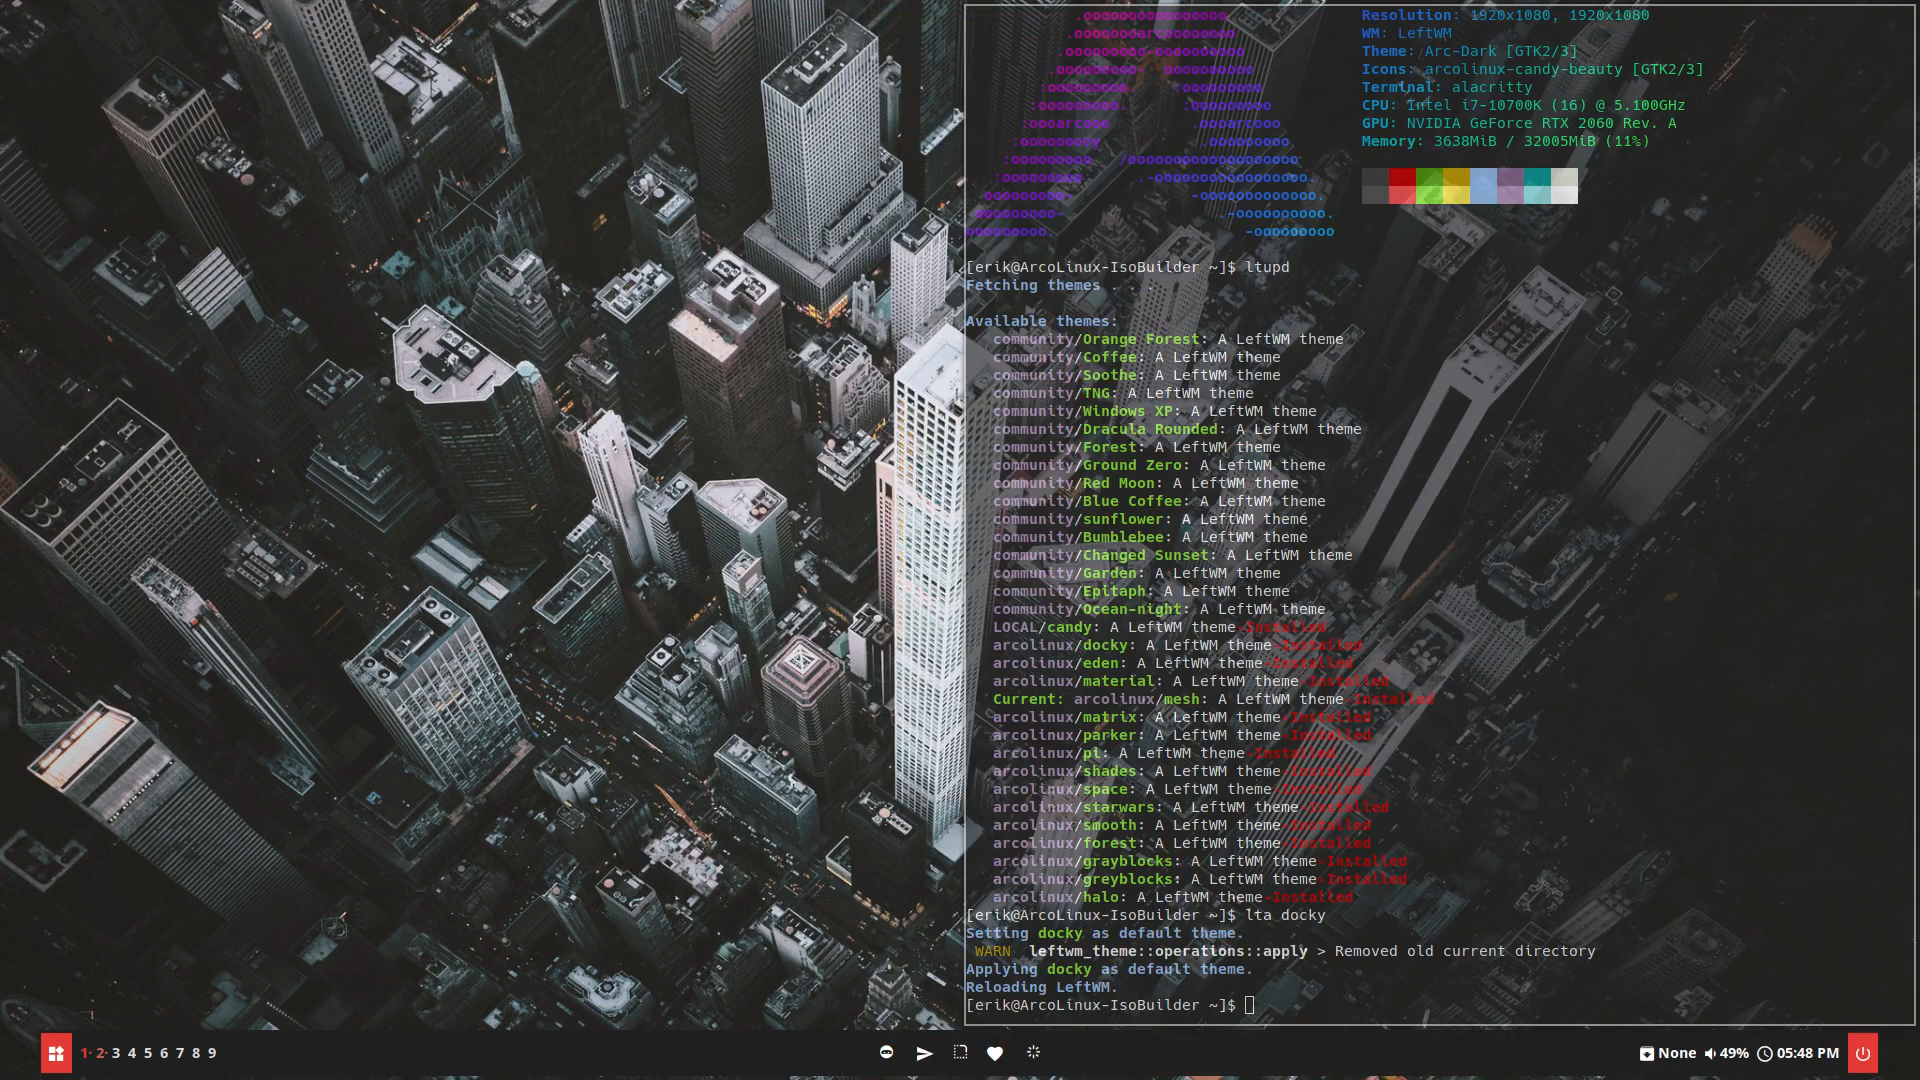 Resolution: 1920x1080, 1920x1080
WM: LeftWM
Theme: Arc-Dark [GTK2/3]
Icons: arcolinux-candy-beauty [GTK2/3]
Terminal: alacritty
CPU: Intel i7-10700K (16) @ 5.100GHz
GPU: NVIDIA GeForce RTX 2060 Rev. A
Memory: 3638MiB / 32005MiB (11%)
[erik@ArcoLinux-IsoBuilder ~]$ ltupd
Fetching themes . . .
Available themes:
community/Orange Forest: A LeftWM theme
community/Coffee: A LeftWM theme
community/Soothe: A LeftWM theme
community/TNG: A LeftWM theme
community/Windows XP: A LeftWM theme
community/Dracula Rounded: A LeftWM theme
community/Forest: A LeftWM theme
community/Ground Zero: A LeftWM theme
community/Red Moon: A LeftWM theme
community/Blue Coffee: A LeftWM theme
community/sunflower: A LeftWM theme
community/Bumblebee: A LeftWM theme
community/Changed Sunset: A LeftWM theme
community/Garden: A LeftWM theme
community/Epitaph: A LeftWM theme
community/Ocean-night: A LeftWM theme
LOCAL/candy: A LeftWM theme-Installed
arcolinux/docky: A LeftWM theme-Installed
arcolinux/eden: A LeftWM theme-Installed
arcolinux/material: A LeftWM theme-Installed
Current: arcolinux/mesh: A LeftWM theme-Installed
arcolinux/matrix: A LeftWM theme-Installed
arcolinux/parker: A LeftWM theme-Installed
arcolinux/pi: A LeftWM theme-Installed
arcolinux/shades: A LeftWM theme-Installed
arcolinux/space: A LeftWM theme-Installed
arcolinux/starwars: A LeftWM theme-Installed
arcolinux/smooth: A LeftWM theme-Installed
arcolinux/forest: A LeftWM theme-Installed
arcolinux/grayblocks: A LeftWM theme-Installed
arcolinux/greyblocks: A LeftWM theme-Installed
arcolinux/halo: A LeftWM theme-Installed
[erik@ArcoLinux-IsoBuilder ~]$ lta docky
Setting docky as default theme.
WARN leftwm_theme::operations::apply > Removed old current directory
Applying docky as default theme.
Reloading LeftWM.
[erik@ArcoLinux-IsoBuilder ~]$
1· 2· 3 4 5 6 7 8 9
None 49% 05:48 PM